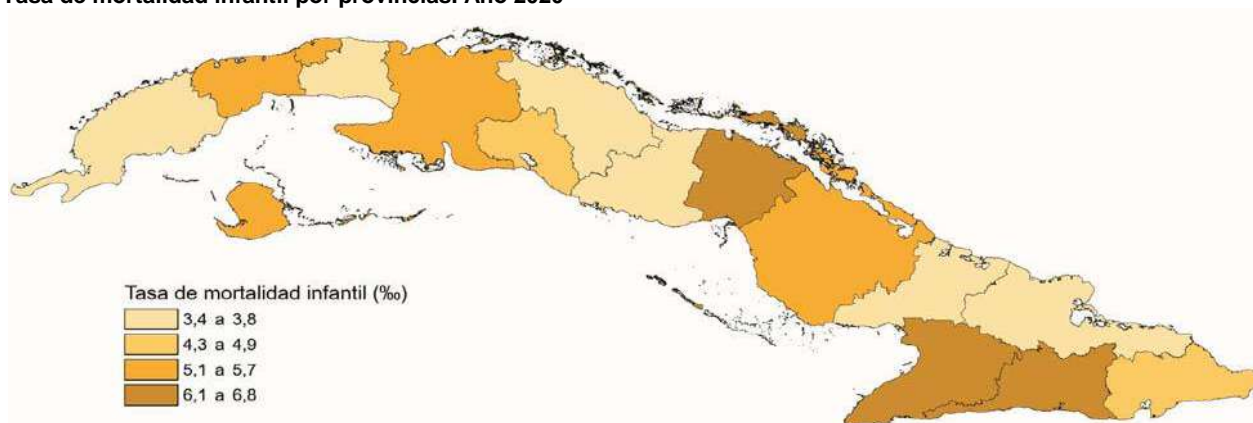 Tasa de mortalidad infantil por provincias. Año 2020
Tasa de mortalidad infantil (‰)
3,4 a 3,8
4,3 a 4,9
5,1 a 5,7
6,1 a 6,8